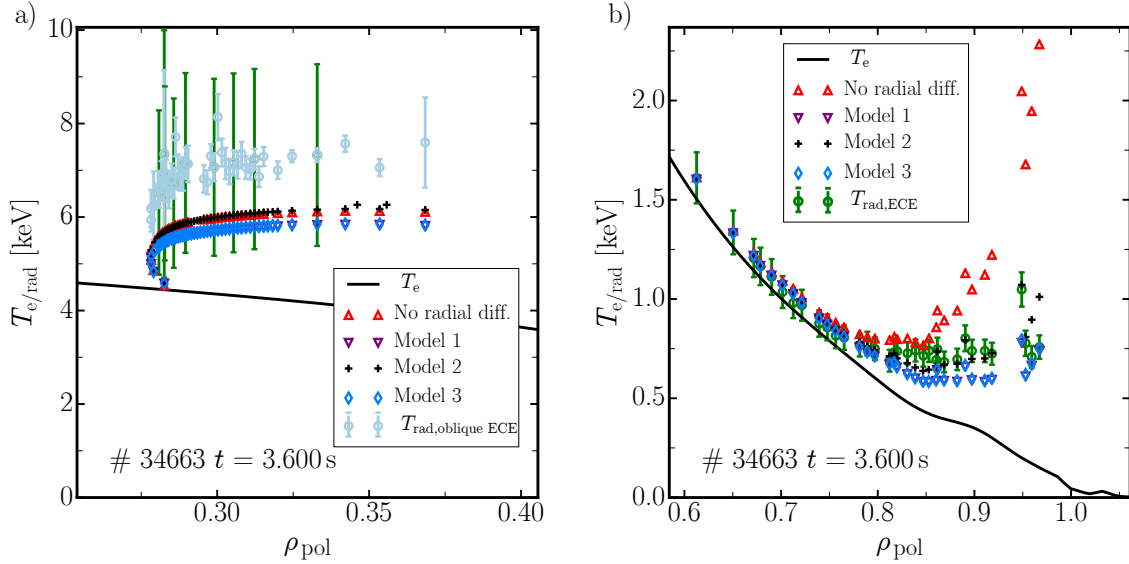 a)
10
8
6
4
2
0
T_e/rad [keV]
0.30
0.35
0.40
ρ_pol
T_e
No radial diff.
Model 1
Model 2
Model 3
T_rad,oblique ECE
# 34663 t = 3.600 s
b)
2.0
1.5
1.0
0.5
0.0
T_e/rad [keV]
0.6
0.7
0.8
0.9
1.0
ρ_pol
T_e
No radial diff.
Model 1
Model 2
Model 3
T_rad,ECE
# 34663 t = 3.600 s